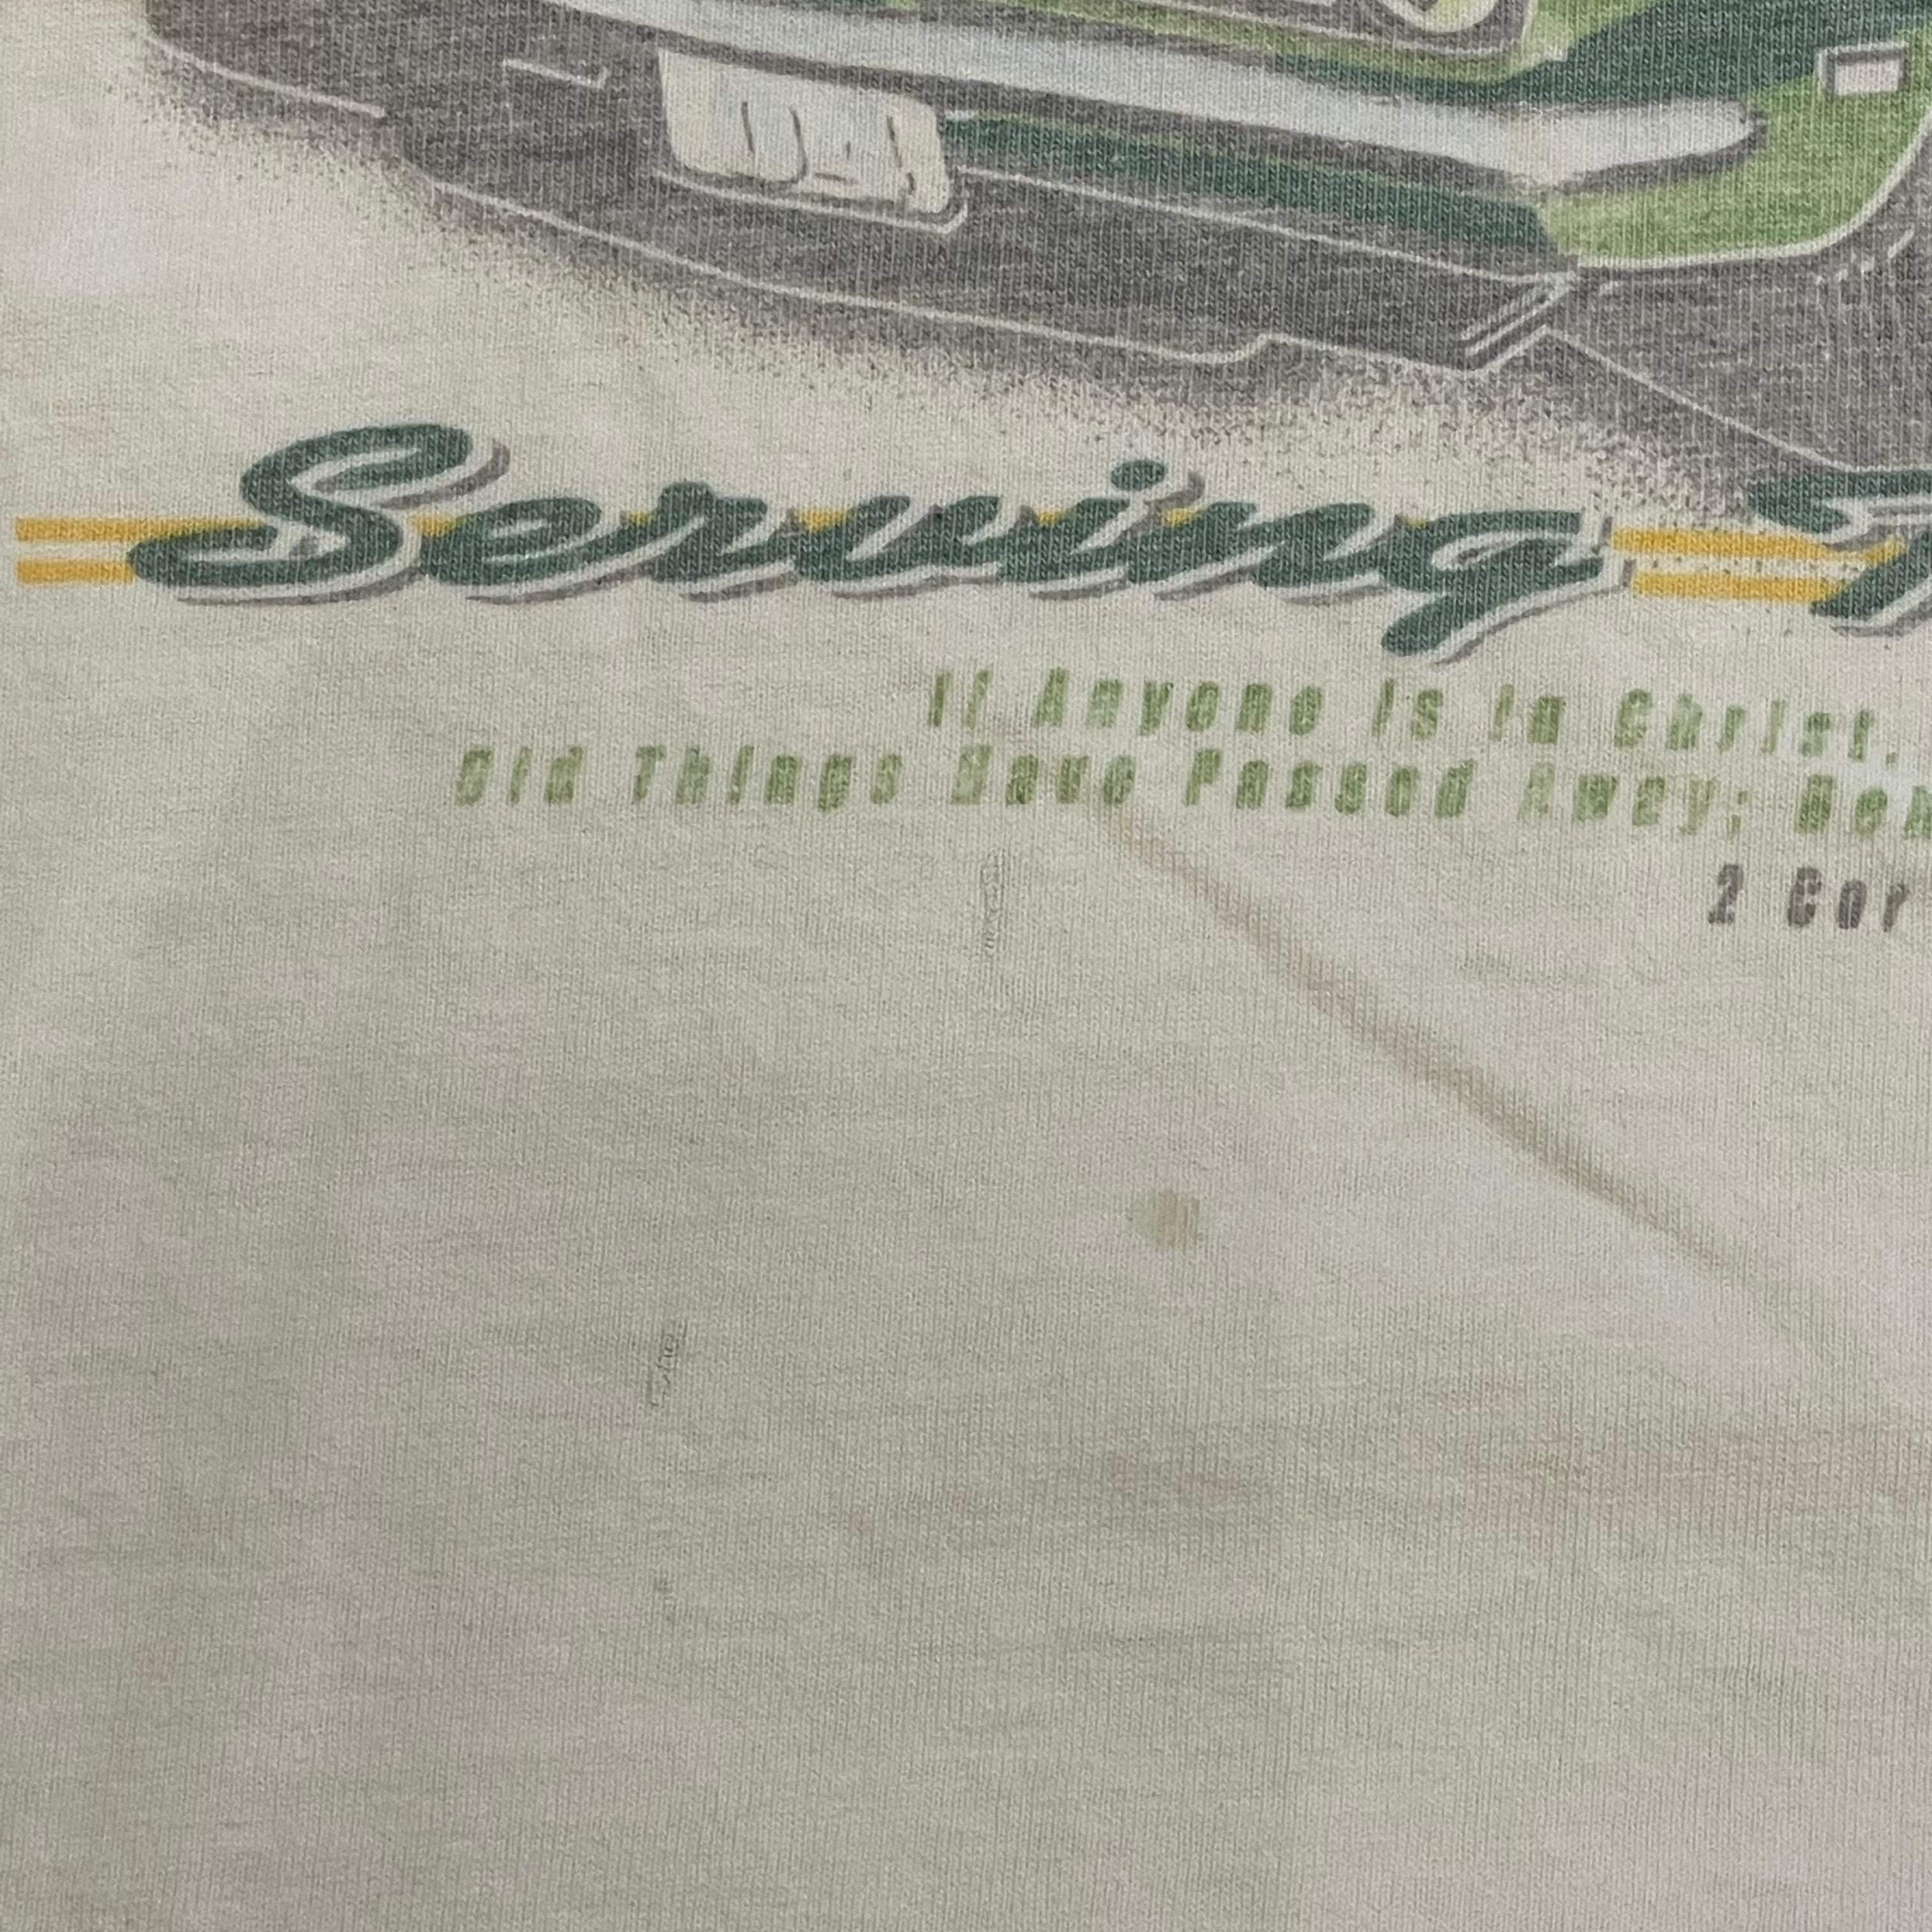 Serving
If Anyone Is In Christ,
Old Things Have Passed Away;
2 Cor